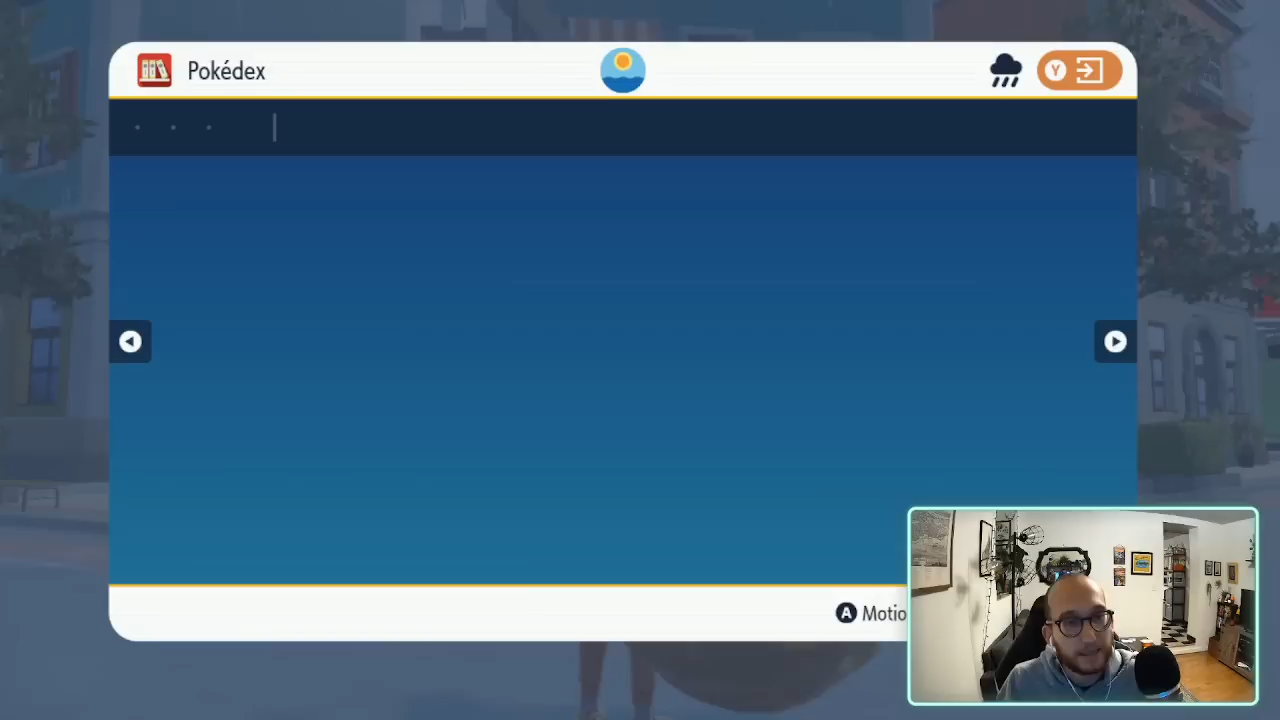 Pokédex
Y
. . . |
A Motio